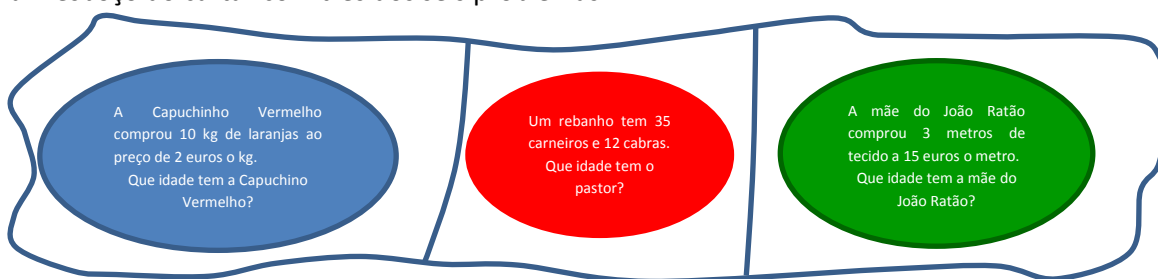 A Capuchinho Vermelho
comprou 10 kg de laranjas ao
preço de 2 euros o kg.
Que idade tem a Capuchino
Vermelho?
Um rebanho tem 35
carneiros e 12 cabras.
Que idade tem o
pastor?
A mãe do João Ratão
comprou 3 metros de
tecido a 15 euros o metro.
Que idade tem a mãe do
João Ratão?